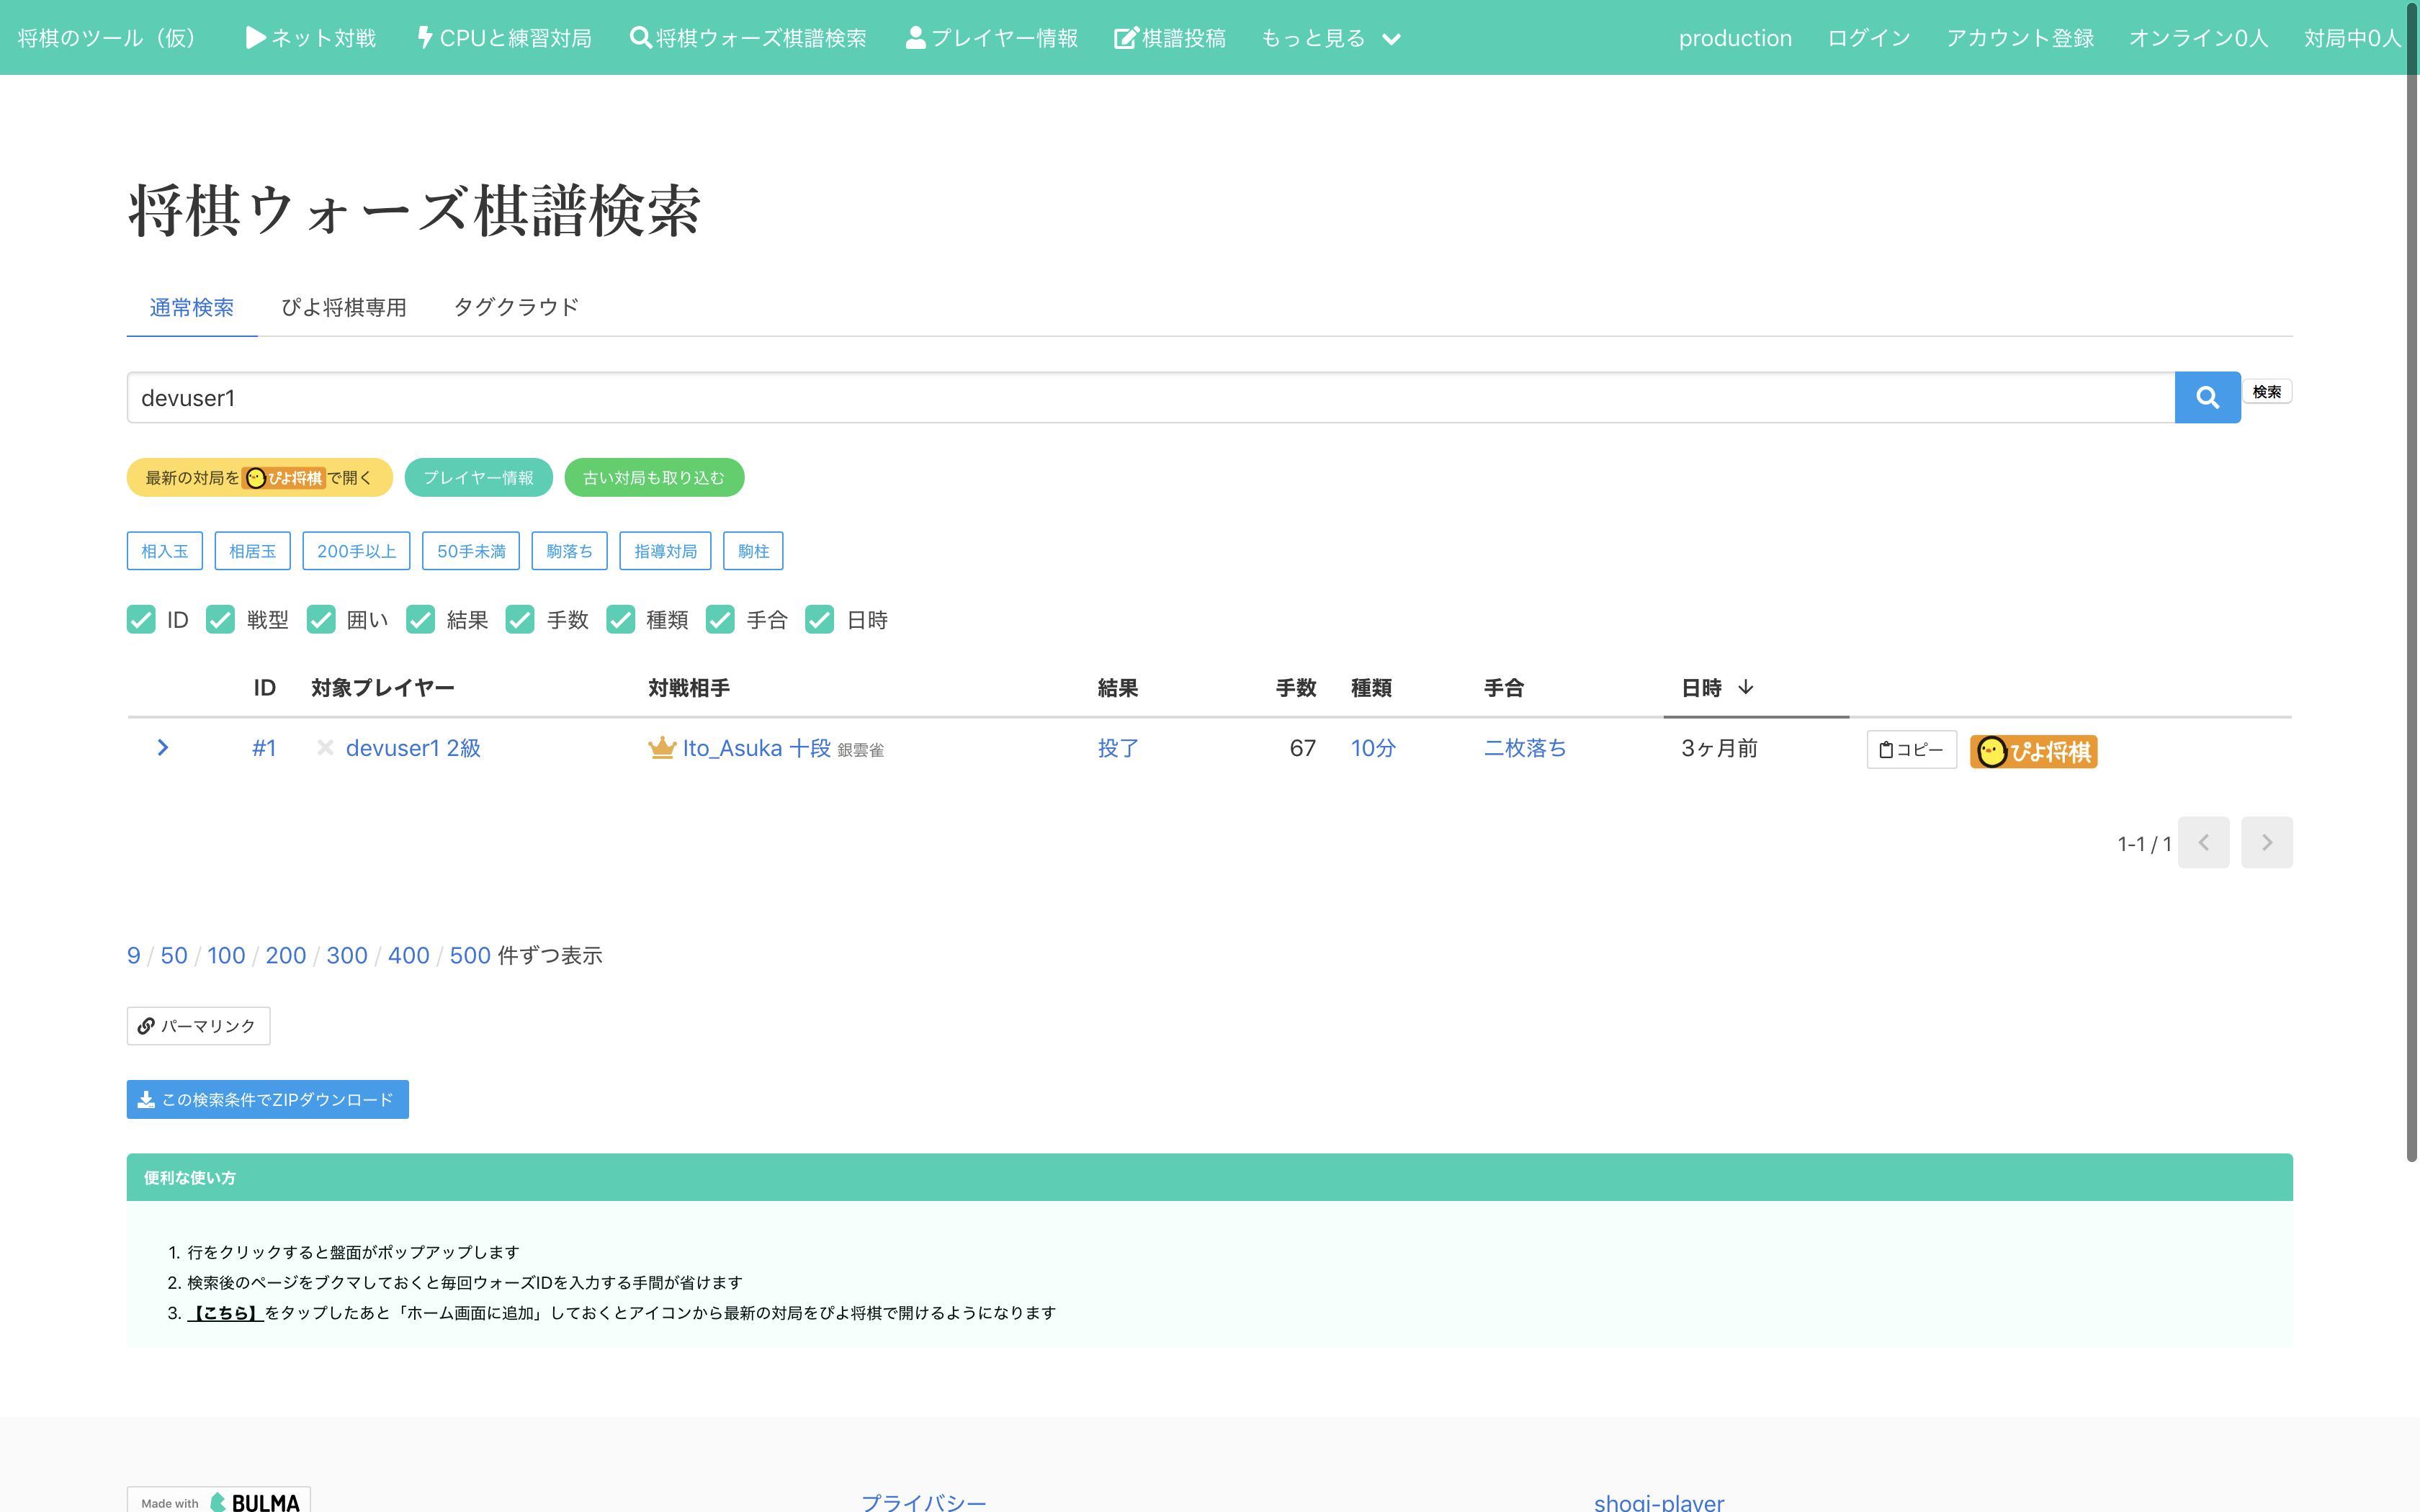 将棋のツール（仮） ネット対戦 CPUと練習対局 将棋ウォーズ棋譜検索 プレイヤー情報 棋譜投稿 もっと見る production ログイン アカウント登録 オンライン0人 対局中0人
将棋ウォーズ棋譜検索
通常検索 ぴよ将棋専用 タグクラウド
devuser1 検索
最新の対局をぴよ将棋で開く プレイヤー情報 古い対局も取り込む
相入玉 相居玉 200手以上 50手未満 駒落ち 指導対局 駒柱
ID 戦型 囲い 結果 手数 種類 手合 日時
ID 対象プレイヤー 対戦相手 結果 手数 種類 手合 日時
#1 devuser1 2級 Ito_Asuka 十段 銀雲雀 投了 67 10分 二枚落ち 3ヶ月前 コピー ぴよ将棋
1-1 / 1
9 / 50 / 100 / 200 / 300 / 400 / 500 件ずつ表示
パーマリンク
この検索条件でZIPダウンロード
便利な使い方
1. 行をクリックすると盤面がポップアップします
2. 検索後のページをブクマしておくと毎回ウォーズIDを入力する手間が省けます
3. 【こちら】をタップしたあと「ホーム画面に追加」しておくとアイコンから最新の対局をぴよ将棋で開けるようになります
Made with BULMA プライバシー shogi-player